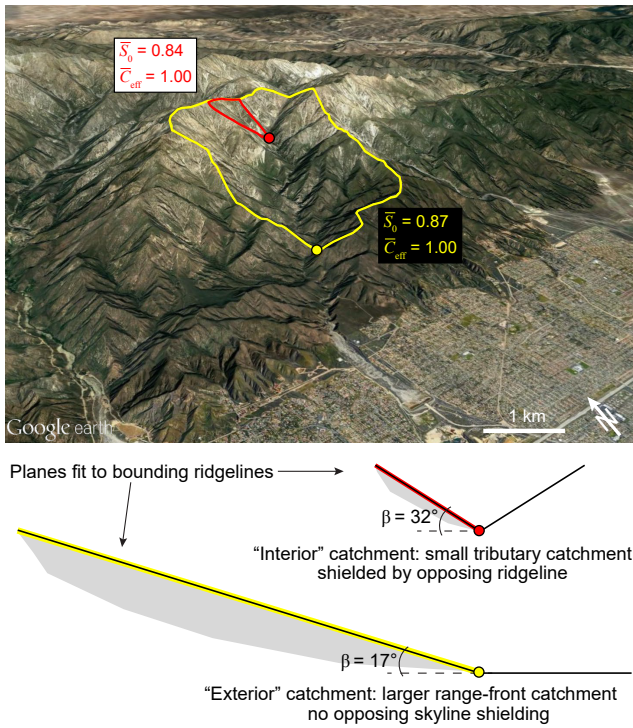 S̅₀ = 0.84
C̅eff = 1.00
S̅₀ = 0.87
C̅eff = 1.00
Google earth
1 km
N
Planes fit to bounding ridgelines
β = 32°
“Interior” catchment: small tributary catchment
shielded by opposing ridgeline
β = 17°
“Exterior” catchment: larger range-front catchment
no opposing skyline shielding